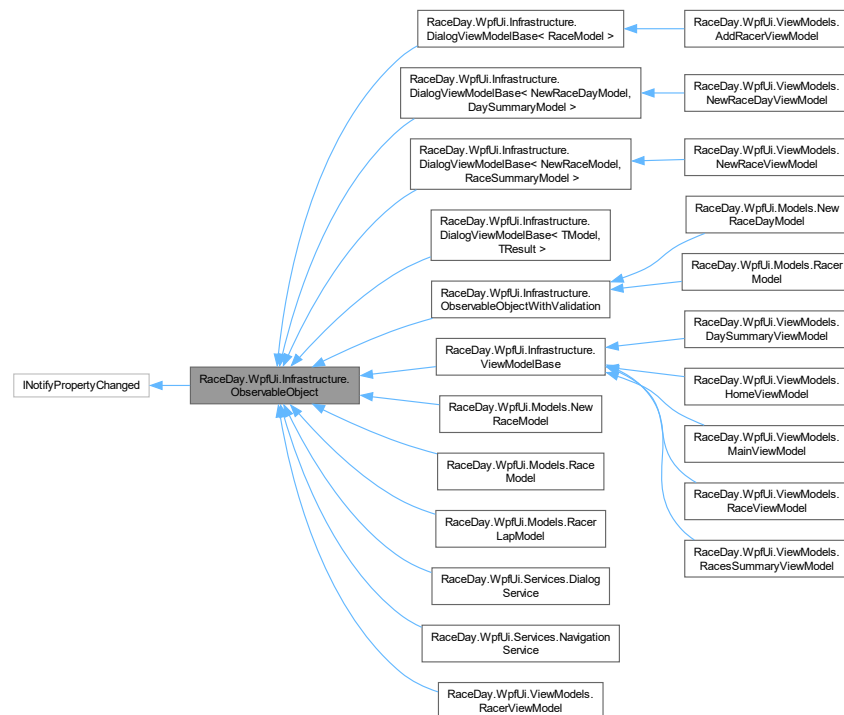 INotifyPropertyChanged
RaceDay.WpfUi.Infrastructure.
ObservableObject
RaceDay.WpfUi.Infrastructure.
DialogViewModelBase< RaceModel >
RaceDay.WpfUi.Infrastructure.
DialogViewModelBase< NewRaceDayModel,
DaySummaryModel >
RaceDay.WpfUi.Infrastructure.
DialogViewModelBase< NewRaceModel,
RaceSummaryModel >
RaceDay.WpfUi.Infrastructure.
DialogViewModelBase< TModel,
TResult >
RaceDay.WpfUi.Infrastructure.
ObservableObjectWithValidation
RaceDay.WpfUi.Infrastructure.
ViewModelBase
RaceDay.WpfUi.Models.New
RaceModel
RaceDay.WpfUi.Models.Race
Model
RaceDay.WpfUi.Models.Racer
LapModel
RaceDay.WpfUi.Services.Dialog
Service
RaceDay.WpfUi.Services.Navigation
Service
RaceDay.WpfUi.ViewModels.
RacerViewModel
RaceDay.WpfUi.ViewModels.
AddRacerViewModel
RaceDay.WpfUi.ViewModels.
NewRaceDayViewModel
RaceDay.WpfUi.ViewModels.
NewRaceViewModel
RaceDay.WpfUi.Models.New
RaceDayModel
RaceDay.WpfUi.Models.Racer
Model
RaceDay.WpfUi.ViewModels.
DaySummaryViewModel
RaceDay.WpfUi.ViewModels.
HomeViewModel
RaceDay.WpfUi.ViewModels.
MainViewModel
RaceDay.WpfUi.ViewModels.
RaceViewModel
RaceDay.WpfUi.ViewModels.
RacesSummaryViewModel